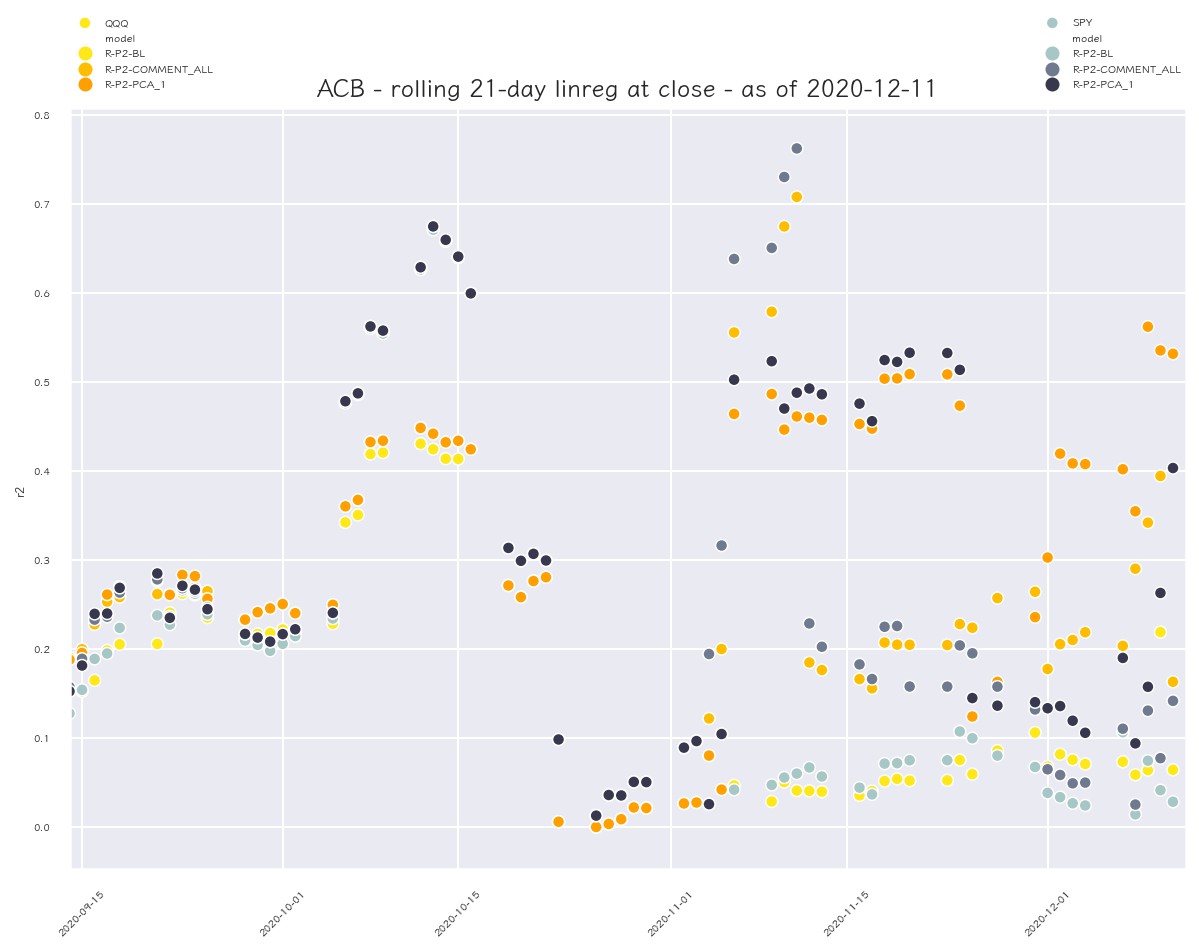 QQQ
model
R-P2-BL
R-P2-COMMENT_ALL
R-P2-PCA_1
SPY
model
R-P2-BL
R-P2-COMMENT_ALL
R-P2-PCA_1
ACB - rolling 21-day linreg at close - as of 2020-12-11
0.8
0.7
0.6
0.5
0.4
0.3
0.2
0.1
0.0
r2
2020-09-15
2020-10-01
2020-10-15
2020-11-01
2020-11-15
2020-12-01